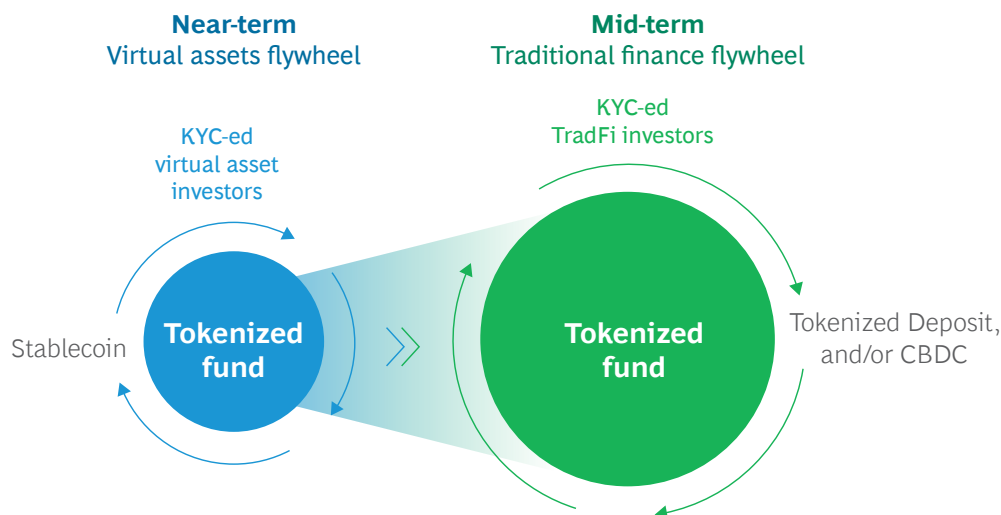 Near-term
Virtual assets flywheel
KYC-ed
virtual asset
investors
Stablecoin
Tokenized
fund
Mid-term
Traditional finance flywheel
KYC-ed
TradFi investors
Tokenized
fund
Tokenized Deposit,
and/or CBDC